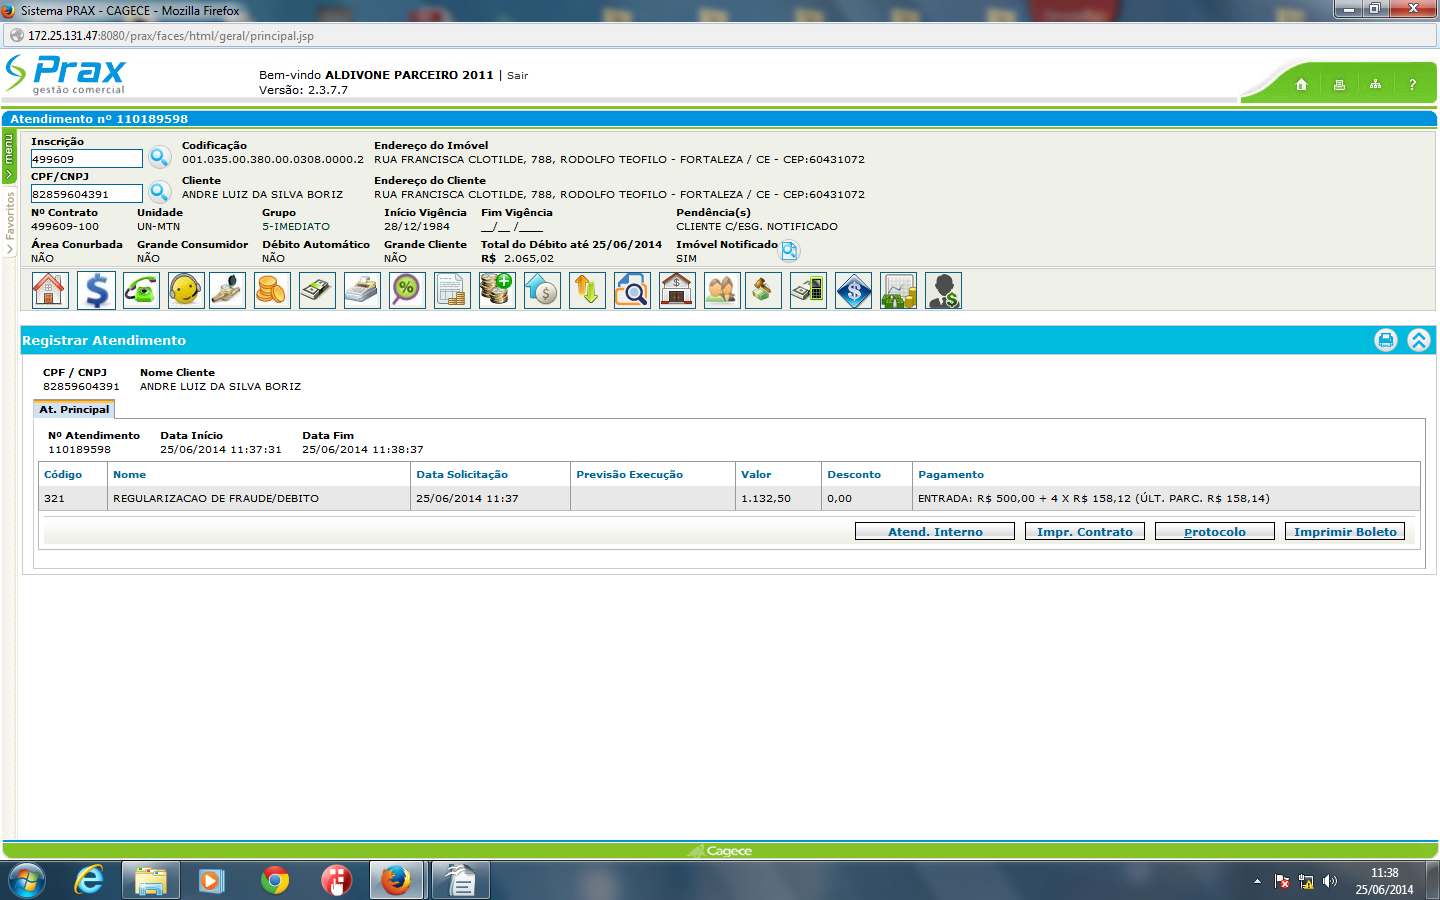 Sistema PRAX - CAGECE - Mozilla Firefox
172.25.131.47:8080/prax/faces/html/geral/principal.jsp
Prax
gestão comercial
Bem-vindo ALDIVONE PARCEIRO 2011 | Sair
Versão: 2.3.7.7
?
Atendimento nº 110189598
menu
Favoritos
Inscrição Codificação Endereço do Imóvel
499609 001.035.00.380.00.0308.0000.2 RUA FRANCISCA CLOTILDE, 788, RODOLFO TEOFILO - FORTALEZA / CE - CEP:60431072
CPF/CNPJ Cliente Endereço do Cliente
82859604391 ANDRE LUIZ DA SILVA BORIZ RUA FRANCISCA CLOTILDE, 788, RODOLFO TEOFILO - FORTALEZA / CE - CEP:60431072
Nº Contrato Unidade Grupo Início Vigência Fim Vigência Pendência(s)
499609-100 UN-MTN 5-IMEDIATO 28/12/1984 __/__ /____ CLIENTE C/ESG. NOTIFICADO
Área Conurbada Grande Consumidor Débito Automático Grande Cliente Total do Débito até 25/06/2014 Imóvel Notificado
NÃO NÃO NÃO NÃO R$ 2.065,02 SIM
Registrar Atendimento
CPF / CNPJ Nome Cliente
82859604391 ANDRE LUIZ DA SILVA BORIZ
At. Principal
Nº Atendimento Data Início Data Fim
110189598 25/06/2014 11:37:31 25/06/2014 11:38:37
Código Nome Data Solicitação Previsão Execução Valor Desconto Pagamento
321 REGULARIZACAO DE FRAUDE/DEBITO 25/06/2014 11:37 1.132,50 0,00 ENTRADA: R$ 500,00 + 4 X R$ 158,12 (ÚLT. PARC. R$ 158,14)
Atend. Interno Impr. Contrato Protocolo Imprimir Boleto
Cagece
11:38
25/06/2014